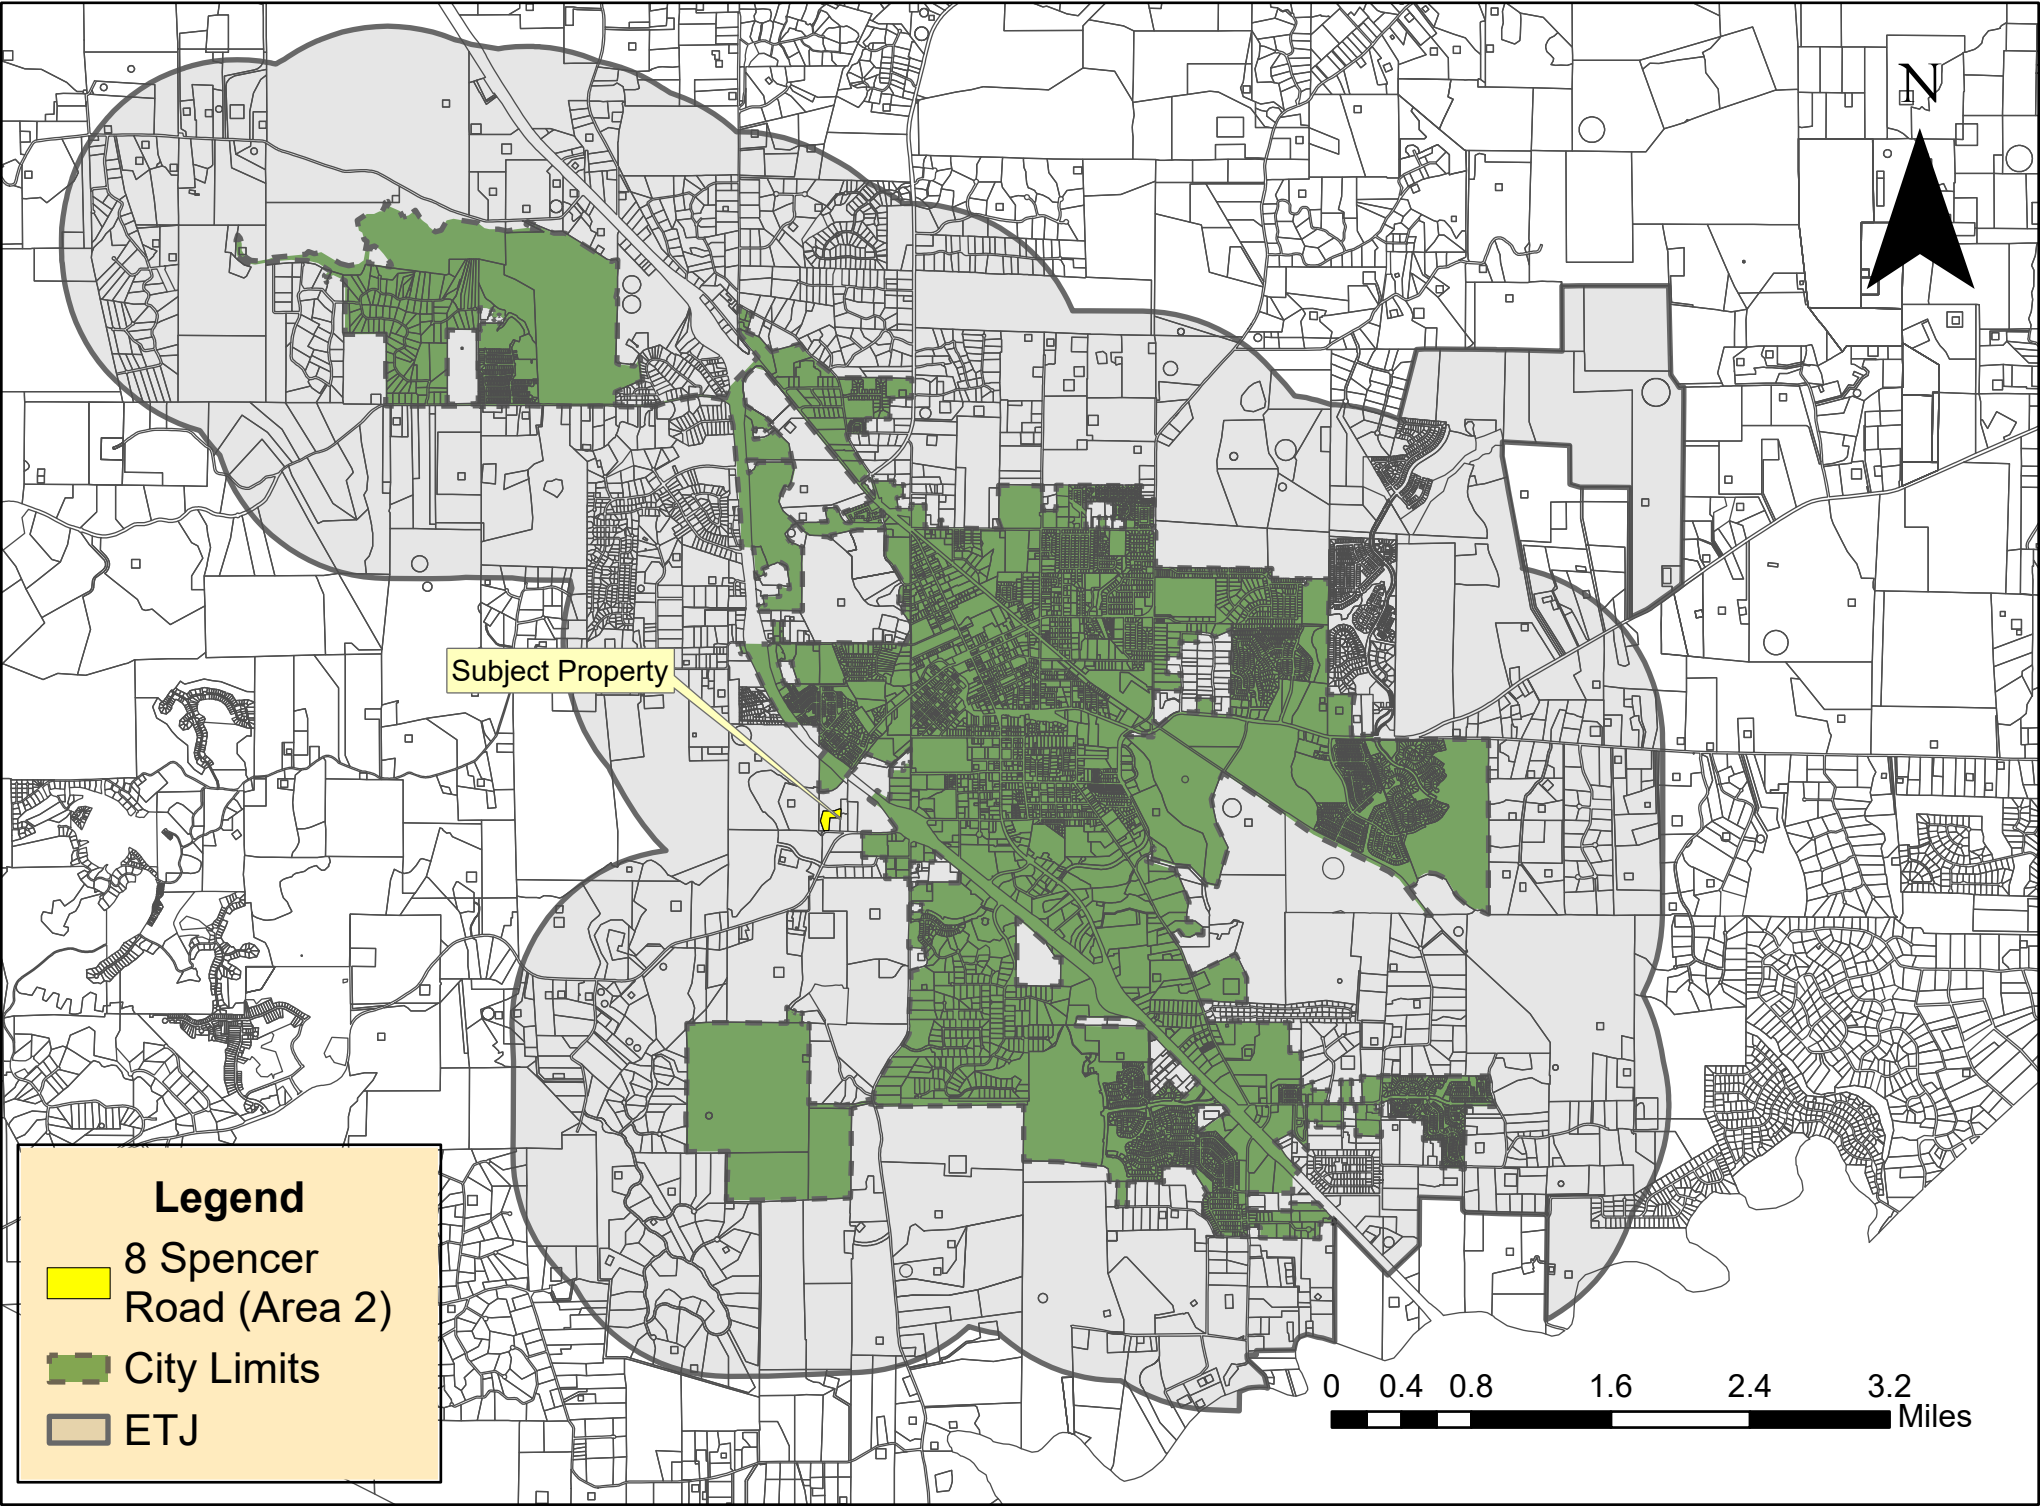 N
Subject Property
Legend
8 Spencer
Road (Area 2)
City Limits
ETJ
0 0.4 0.8 1.6 2.4 3.2
Miles